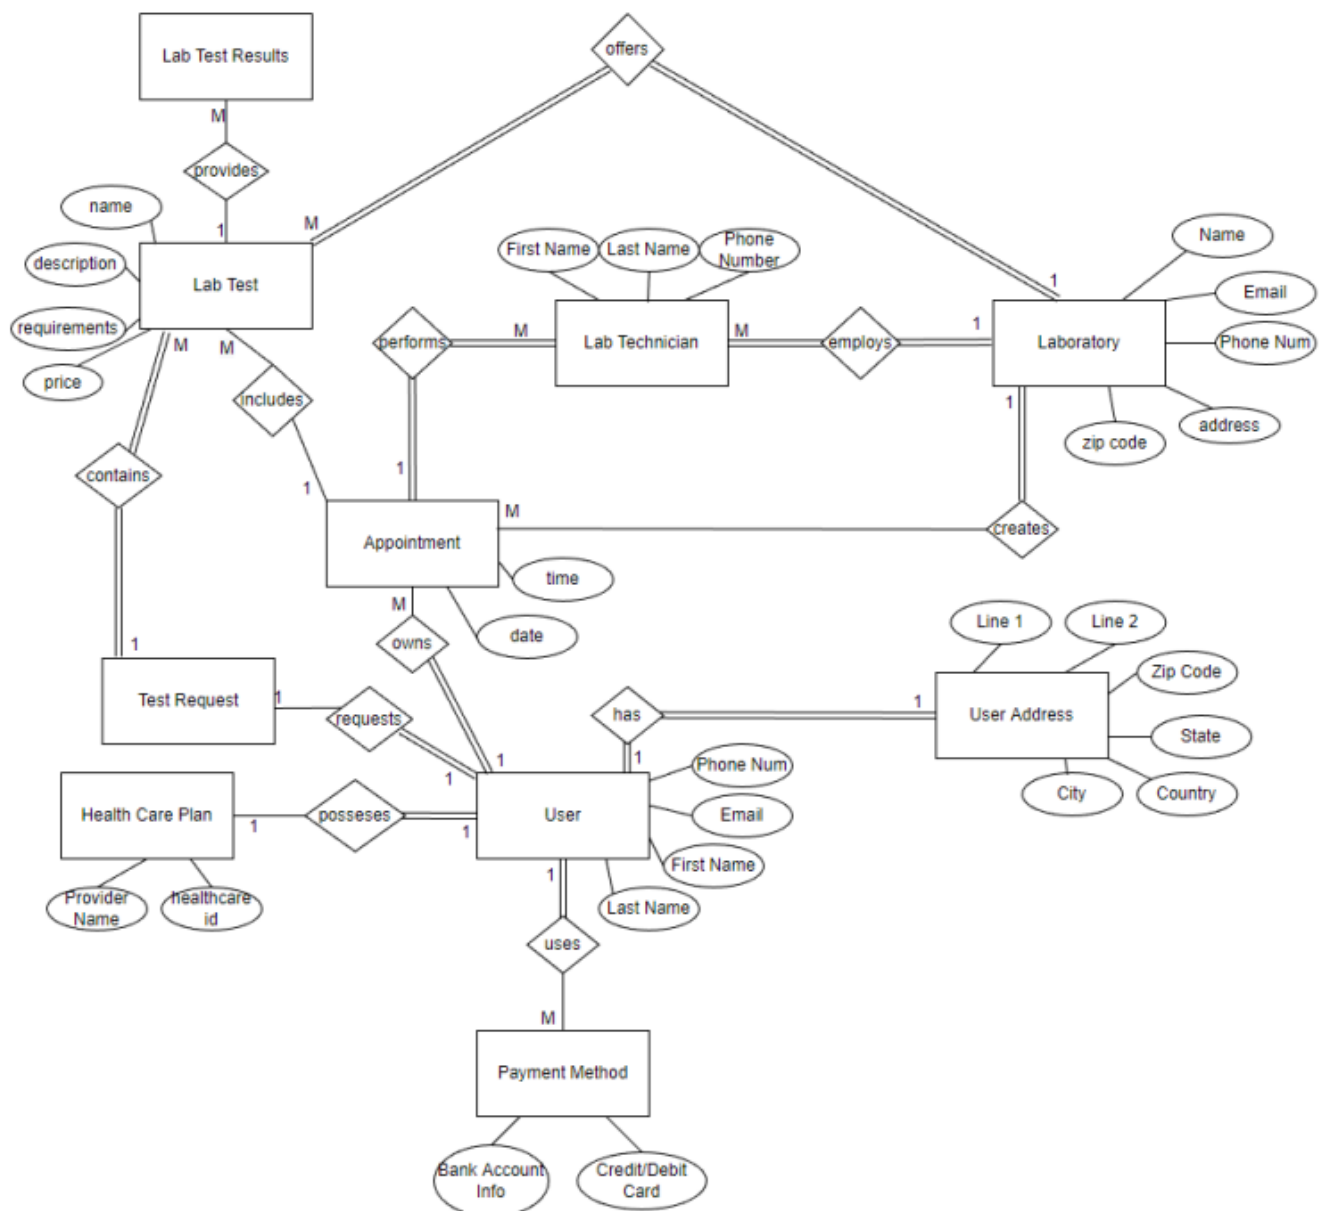 Lab Test Results
offers
M
provides
name
1
M
First Name
Last Name
Phone
Number
Name
description
Lab Test
1
Email
requirements
M
M
performs
M
Lab Technician
M
employs
1
Laboratory
Phone Num
price
includes
1
address
zip code
contains
1
1
M
Appointment
creates
time
M
date
owns
Line 1
Line 2
1
Zip Code
Test Request
1
requests
has
1
User Address
State
1
1
1
Phone Num
City
Country
Health Care Plan
1
posseses
1
User
Email
First Name
1
Provider
Name
healthcare
id
Last Name
uses
M
Payment Method
Bank Account
Info
Credit/Debit
Card